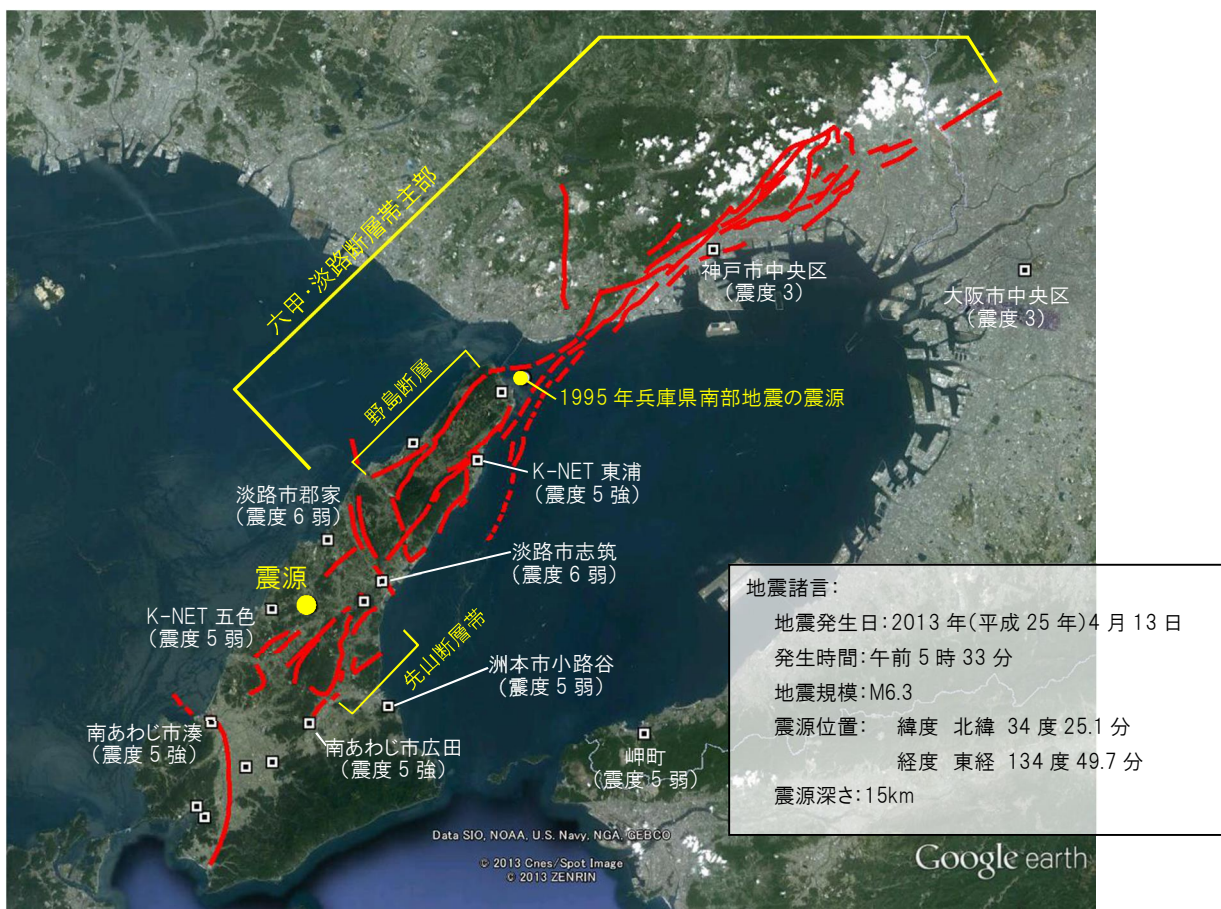 六甲・淡路断層帯主部
神戸市中央区
（震度 3）
大阪市中央区
（震度 3）
野島断層
1995 年兵庫県南部地震の震源
K-NET 東浦
（震度 5 強）
淡路市郡家
（震度 6 弱）
淡路市志筑
（震度 6 弱）
震源
K-NET 五色
（震度 5 弱）
先山断層帯
洲本市小路谷
（震度 5 弱）
南あわじ市湊
（震度 5 強）
南あわじ市広田
（震度 5 強）
岬町
（震度 5 弱）
地震諸言：
地震発生日：2013 年（平成 25 年）4 月 13 日
発生時間：午前 5 時 33 分
地震規模：M6.3
震源位置： 緯度 北緯 34 度 25.1 分
経度 東経 134 度 49.7 分
震源深さ：15km
Data SIO, NOAA, U.S. Navy, NGA, GEBCO
© 2013 Cnes/Spot Image
© 2013 ZENRIN
Google earth